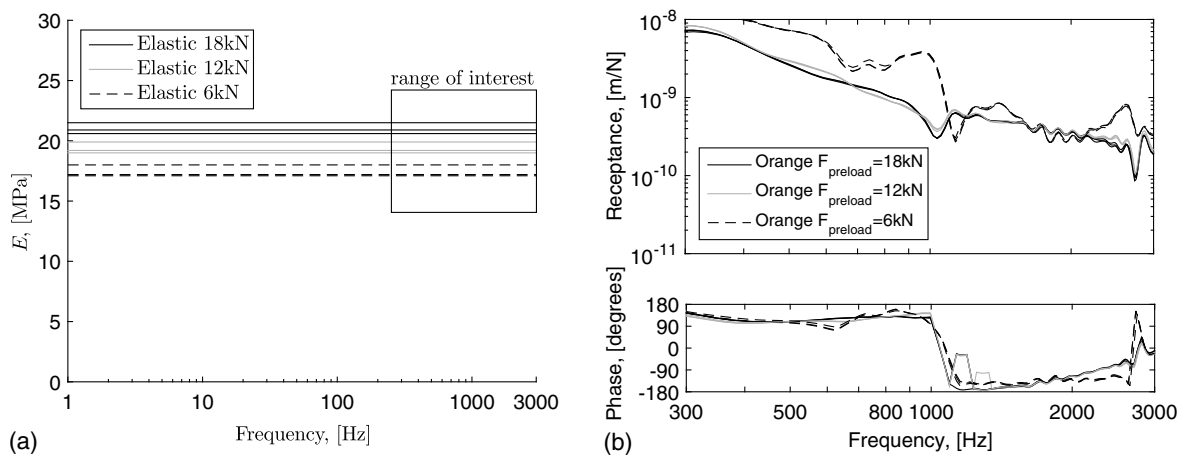 30
25
20
15
10
5
0
E, [MPa]
Elastic 18kN
Elastic 12kN
Elastic 6kN
range of interest
1 10 100 1000 3000
Frequency, [Hz]
(a)
10^-8
10^-9
10^-10
10^-11
Receptance, [m/N]
Orange F_preload=18kN
Orange F_preload=12kN
Orange F_preload=6kN
180
90
0
-90
-180
Phase, [degrees]
300 500 800 1000 2000 3000
Frequency, [Hz]
(b)